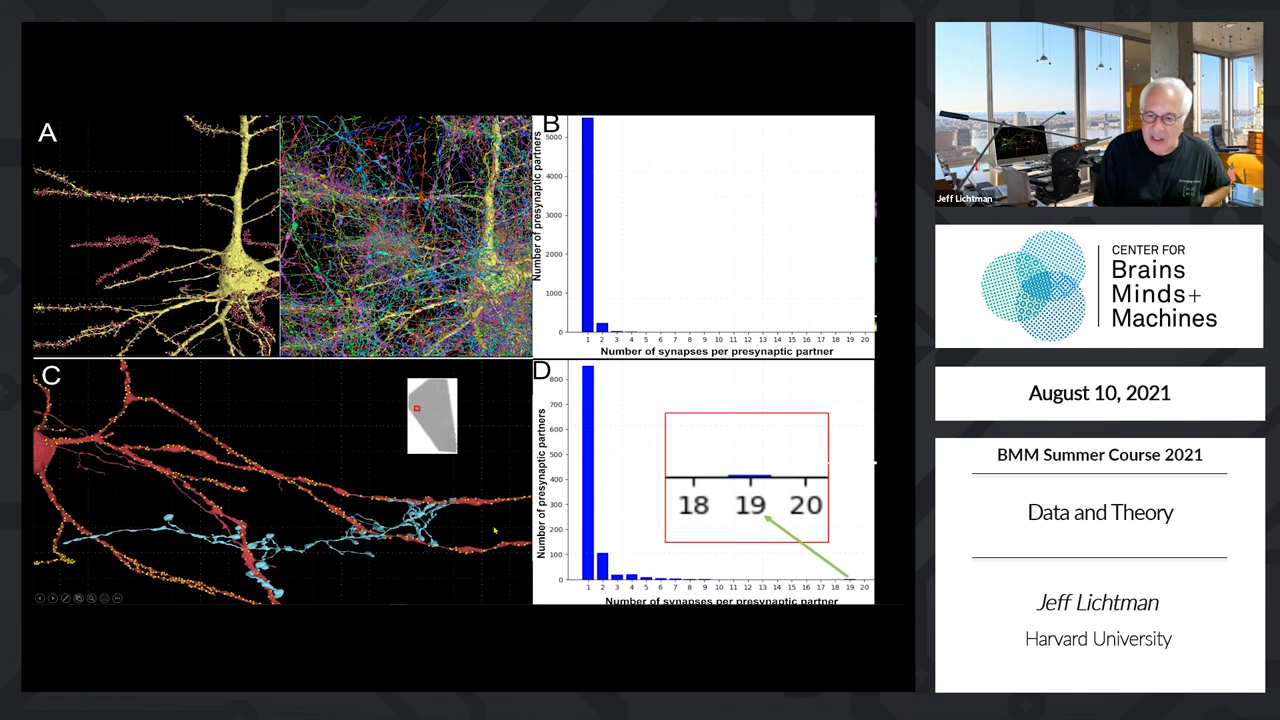 A
B
Number of presynaptic partners
5000
4000
3000
2000
1000
0
1 2 3 4 5 6 7 8 9 10 11 12 13 14 15 16 17 18 19 20
Number of synapses per presynaptic partner
C
D
Number of presynaptic partners
800
700
600
500
400
300
200
100
0
18 19 20
1 2 3 4 5 6 7 8 9 10 11 12 13 14 15 16 17 18 19 20
Number of synapses per presynaptic partner
Jeff Lichtman
CENTER FOR
Brains
Minds+
Machines
August 10, 2021
BMM Summer Course 2021
Data and Theory
Jeff Lichtman
Harvard University